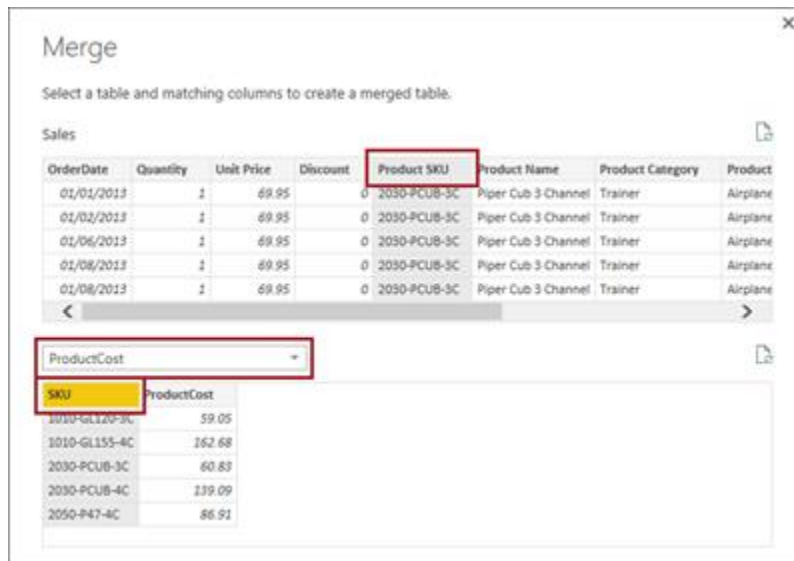 Merge
Select a table and matching columns to create a merged table.
Sales
OrderDate Quantity Unit Price Discount Product SKU Product Name Product Category Product
01/01/2013 1 69.95 0 2030-PCUB-3C Piper Cub 3 Channel Trainer Airplane
01/02/2013 1 69.95 0 2030-PCUB-3C Piper Cub 3 Channel Trainer Airplane
01/06/2013 1 69.95 0 2030-PCUB-3C Piper Cub 3 Channel Trainer Airplane
01/08/2013 1 69.95 0 2030-PCUB-3C Piper Cub 3 Channel Trainer Airplane
01/08/2013 1 69.95 0 2030-PCUB-3C Piper Cub 3 Channel Trainer Airplane
ProductCost
SKU ProductCost
1010-GL120-3C 59.05
1010-GL155-4C 162.68
2030-PCUB-3C 60.83
2030-PCUB-4C 139.09
2050-P47-4C 86.91